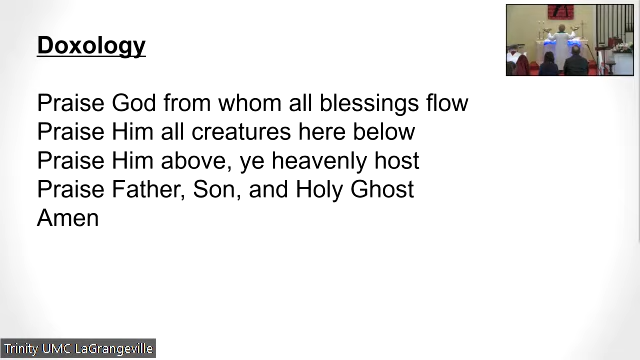 Doxology
Praise God from whom all blessings flow
Praise Him all creatures here below
Praise Him above, ye heavenly host
Praise Father, Son, and Holy Ghost
Amen
Trinity UMC LaGrangeville